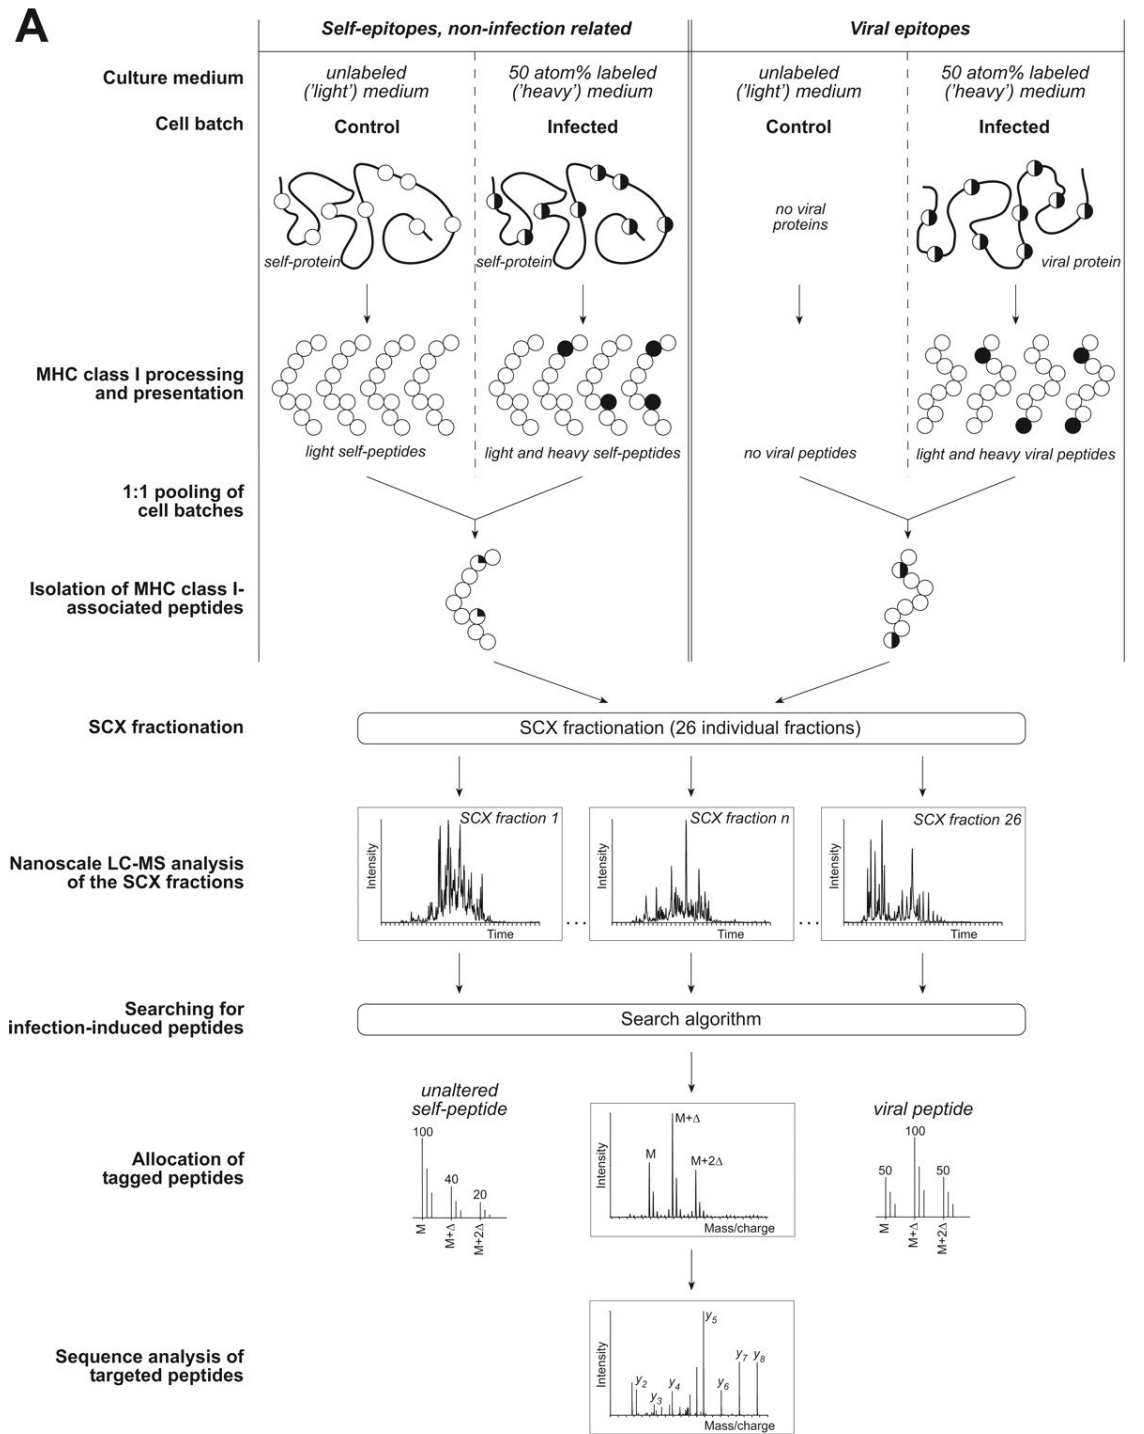 A
Self-epitopes, non-infection related
Viral epitopes
Culture medium
unlabeled
('light') medium
50 atom% labeled
('heavy') medium
unlabeled
('light') medium
50 atom% labeled
('heavy') medium
Cell batch
Control
Infected
Control
Infected
self-protein
self-protein
no viral
proteins
viral protein
MHC class I processing
and presentation
light self-peptides
light and heavy self-peptides
no viral peptides
light and heavy viral peptides
1:1 pooling of
cell batches
Isolation of MHC class I-
associated peptides
SCX fractionation
SCX fractionation (26 individual fractions)
Nanoscale LC-MS analysis
of the SCX fractions
SCX fraction 1
Intensity
Time
...
SCX fraction n
Intensity
Time
...
SCX fraction 26
Intensity
Time
Searching for
infection-induced peptides
Search algorithm
Allocation of
tagged peptides
unaltered
self-peptide
100
40
20
M
M+Δ
M+2Δ
Intensity
M
M+Δ
M+2Δ
Mass/charge
viral peptide
50
100
50
M
M+Δ
M+2Δ
Sequence analysis of
targeted peptides
Intensity
y2
y3
y4
y5
y6
y7
y8
Mass/charge